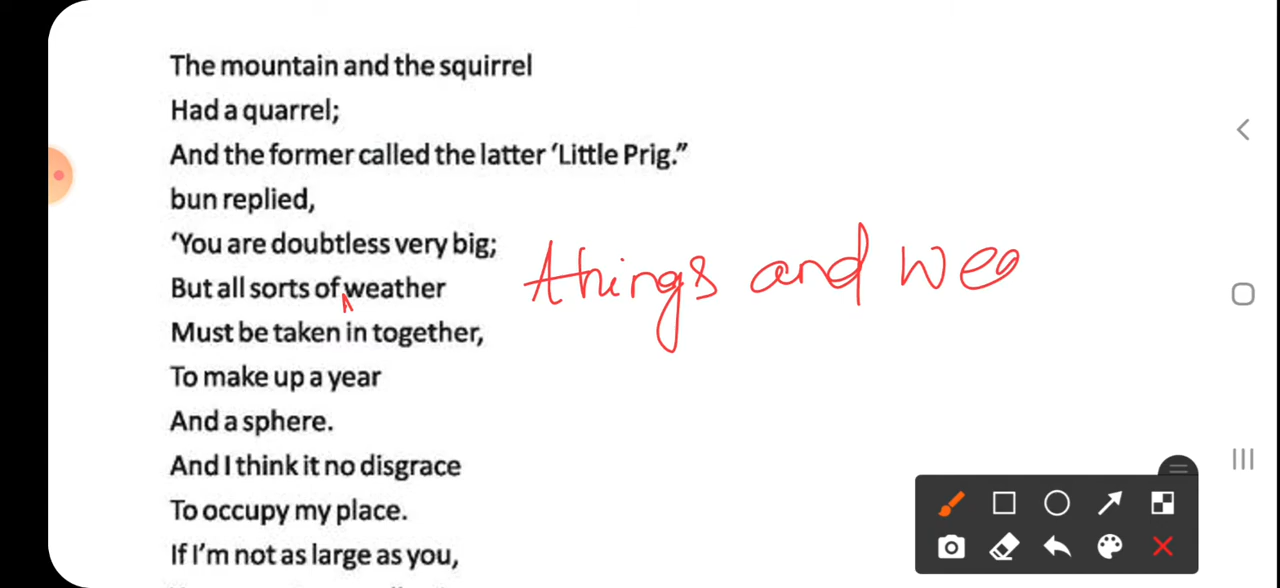 The mountain and the squirrel
Had a quarrel;
And the former called the latter ‘Little Prig.”
bun replied,
‘You are doubtless very big;
But all sorts of weather
things and wea
Must be taken in together,
To make up a year
And a sphere.
And I think it no disgrace
To occupy my place.
If I’m not as large as you,